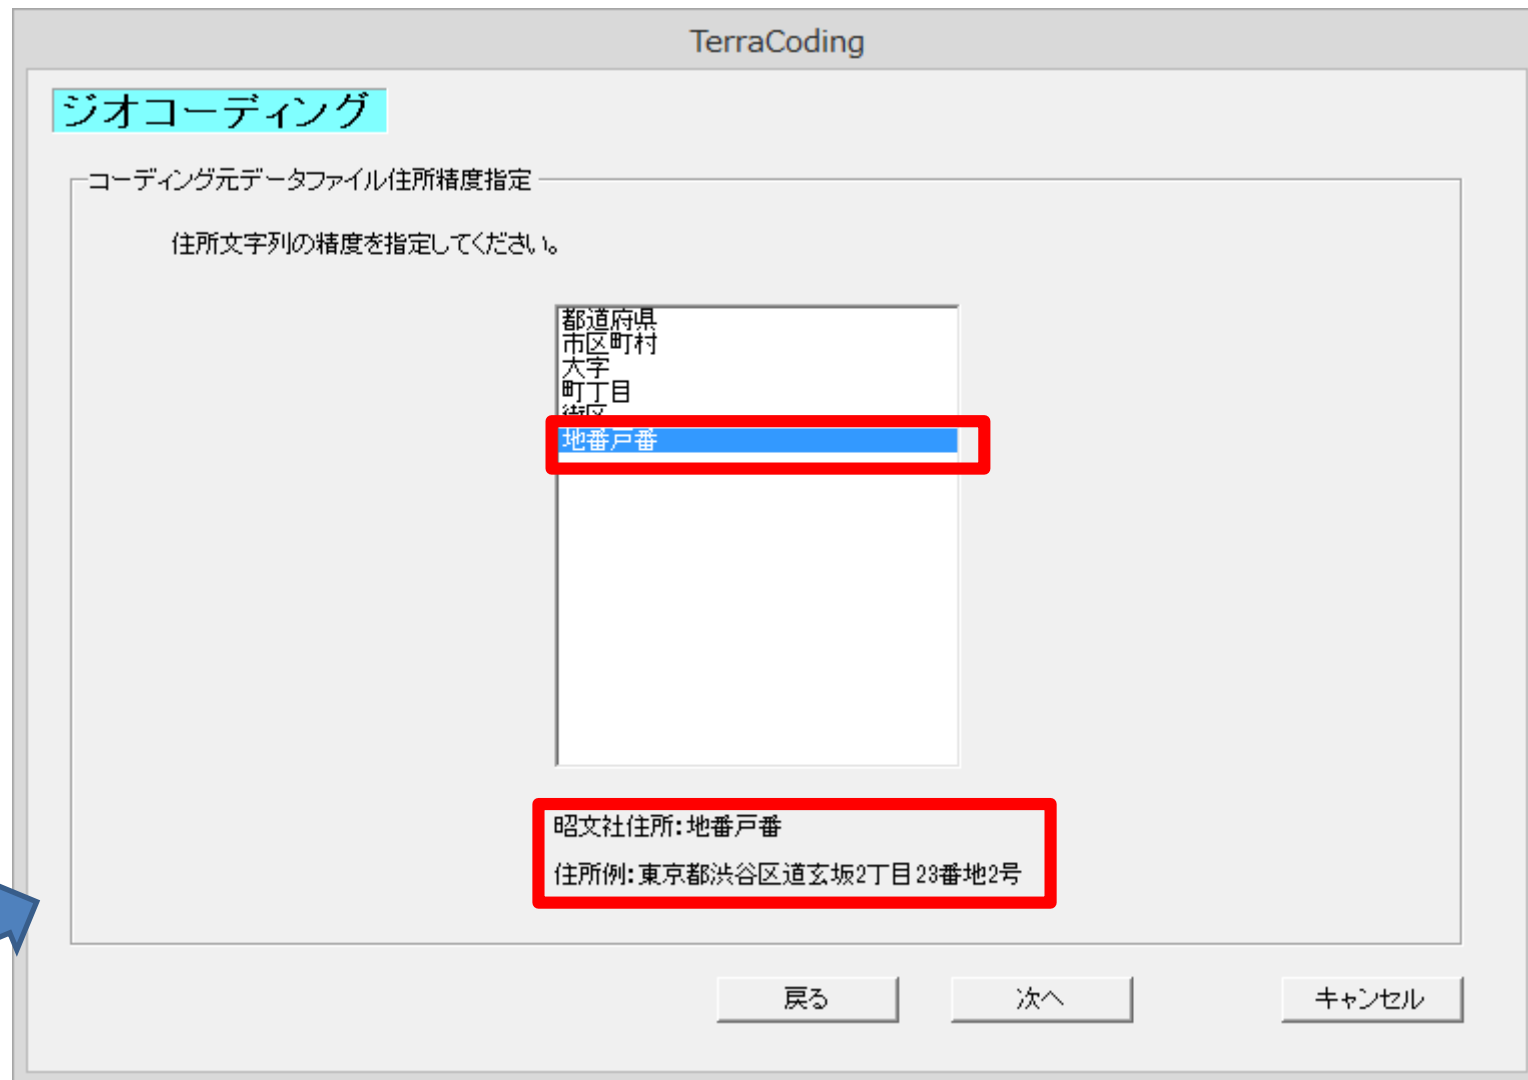 TerraCoding
ジオコーディング
コーディング元データファイル住所精度指定
住所文字列の精度を指定してください。
都道府県
市区町村
大字
町丁目
街区
地番戸番
昭文社住所:地番戸番
住所例:東京都渋谷区道玄坂2丁目23番地2号
戻る
次へ
キャンセル